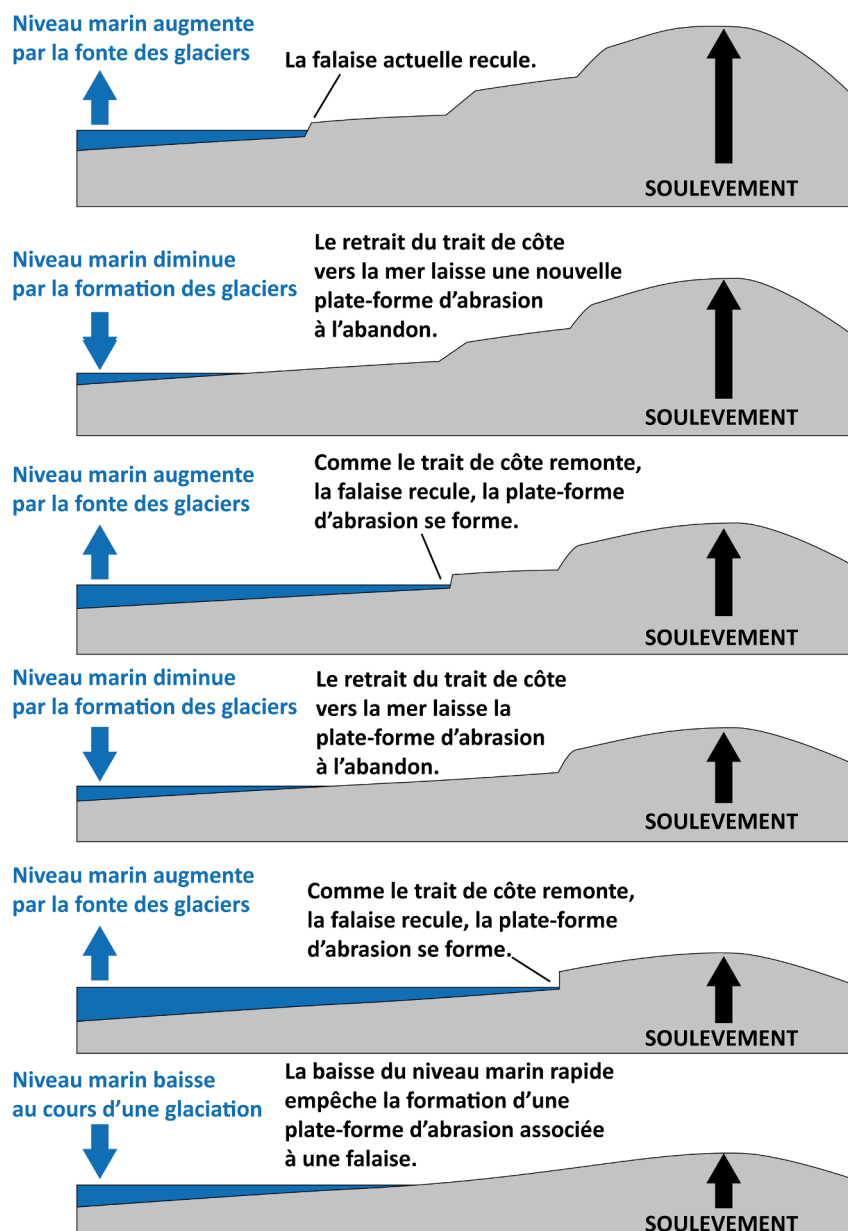 Niveau marin augmente
par la fonte des glaciers
La falaise actuelle recule.
SOULEVEMENT
Niveau marin diminue
par la formation des glaciers
Le retrait du trait de côte
vers la mer laisse une nouvelle
plate-forme d'abrasion
à l'abandon.
SOULEVEMENT
Niveau marin augmente
par la fonte des glaciers
Comme le trait de côte remonte,
la falaise recule, la plate-forme
d'abrasion se forme.
SOULEVEMENT
Niveau marin diminue
par la formation des glaciers
Le retrait du trait de côte
vers la mer laisse la
plate-forme d'abrasion
à l'abandon.
SOULEVEMENT
Niveau marin augmente
par la fonte des glaciers
Comme le trait de côte remonte,
la falaise recule, la plate-forme
d'abrasion se forme.
SOULEVEMENT
Niveau marin baisse
au cours d'une glaciation
La baisse du niveau marin rapide
empêche la formation d'une
plate-forme d'abrasion associée
à une falaise.
SOULEVEMENT